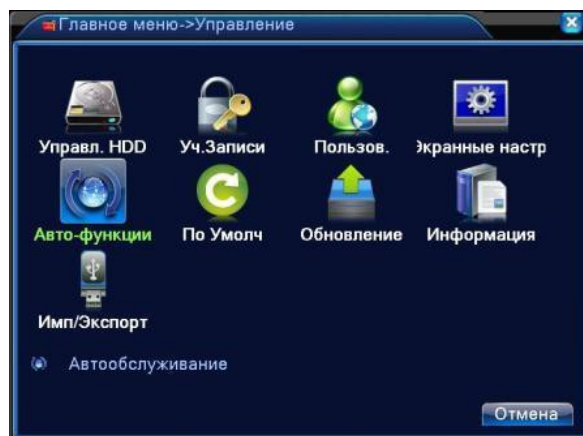 Главное меню->Управление
Управл. HDD Уч.Записи Пользов. Экранные настр
Авто-функции По Умолч Обновление Информация
Имп/Экспорт
Автообслуживание
Отмена